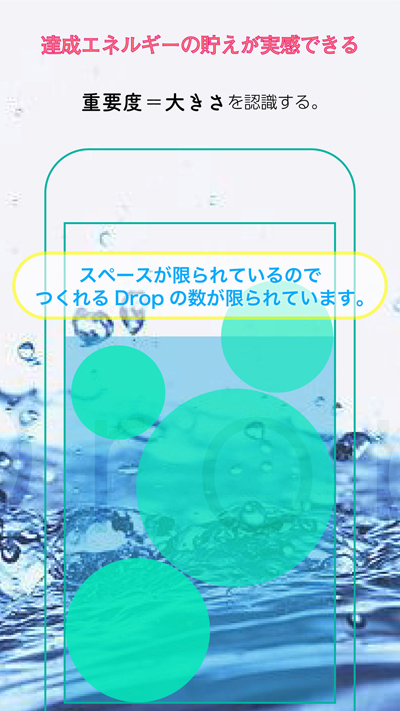 達成エネルギーの貯えが実感できる
重要度＝大きさを認識する。
スペースが限られているので
つくれる Drop の数が限られています。